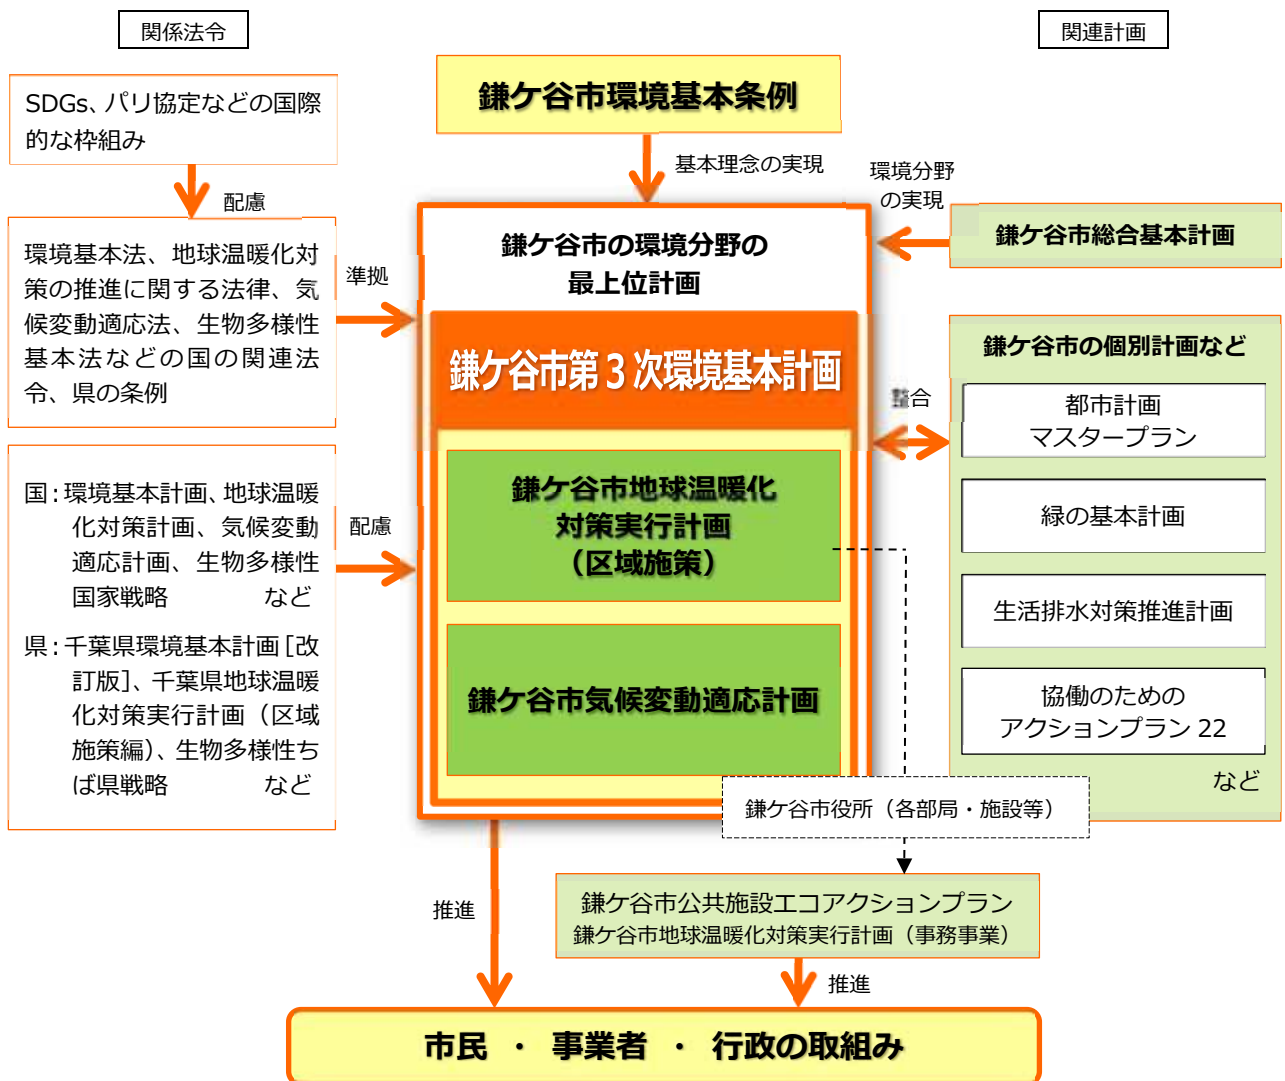 関係法令
関連計画
SDGs、パリ協定などの国際
的な枠組み
配慮
環境基本法、地球温暖化対
策の推進に関する法律、気
候変動適応法、生物多様性
基本法などの国の関連法
令、県の条例
準拠
国：環境基本計画、地球温暖
化対策計画、気候変動
適応計画、生物多様性
国家戦略 など
県：千葉県環境基本計画［改
訂版］、千葉県地球温暖
化対策実行計画（区域
施策編）、生物多様性ち
ば県戦略 など
配慮
鎌ケ谷市環境基本条例
基本理念の実現
鎌ケ谷市の環境分野の
最上位計画
鎌ケ谷市第３次環境基本計画
鎌ケ谷市地球温暖化
対策実行計画
（区域施策）
鎌ケ谷市気候変動適応計画
環境分野
の実現
鎌ケ谷市総合基本計画
整合
鎌ケ谷市の個別計画など
都市計画
マスタープラン
緑の基本計画
生活排水対策推進計画
協働のための
アクションプラン 22
など
鎌ケ谷市役所（各部局・施設等）
鎌ケ谷市公共施設エコアクションプラン
鎌ケ谷市地球温暖化対策実行計画（事務事業）
推進
推進
市民 ・ 事業者 ・ 行政の取組み